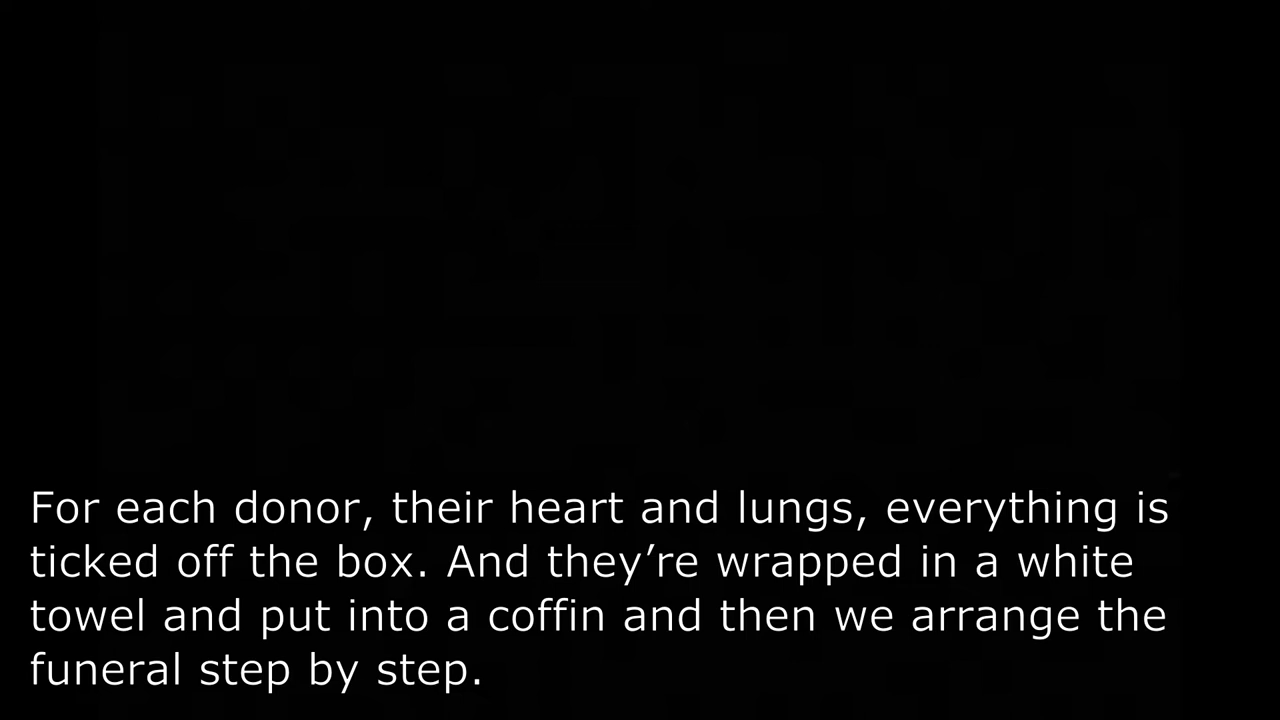 For each donor, their heart and lungs, everything is
ticked off the box. And they’re wrapped in a white
towel and put into a coffin and then we arrange the
funeral step by step.